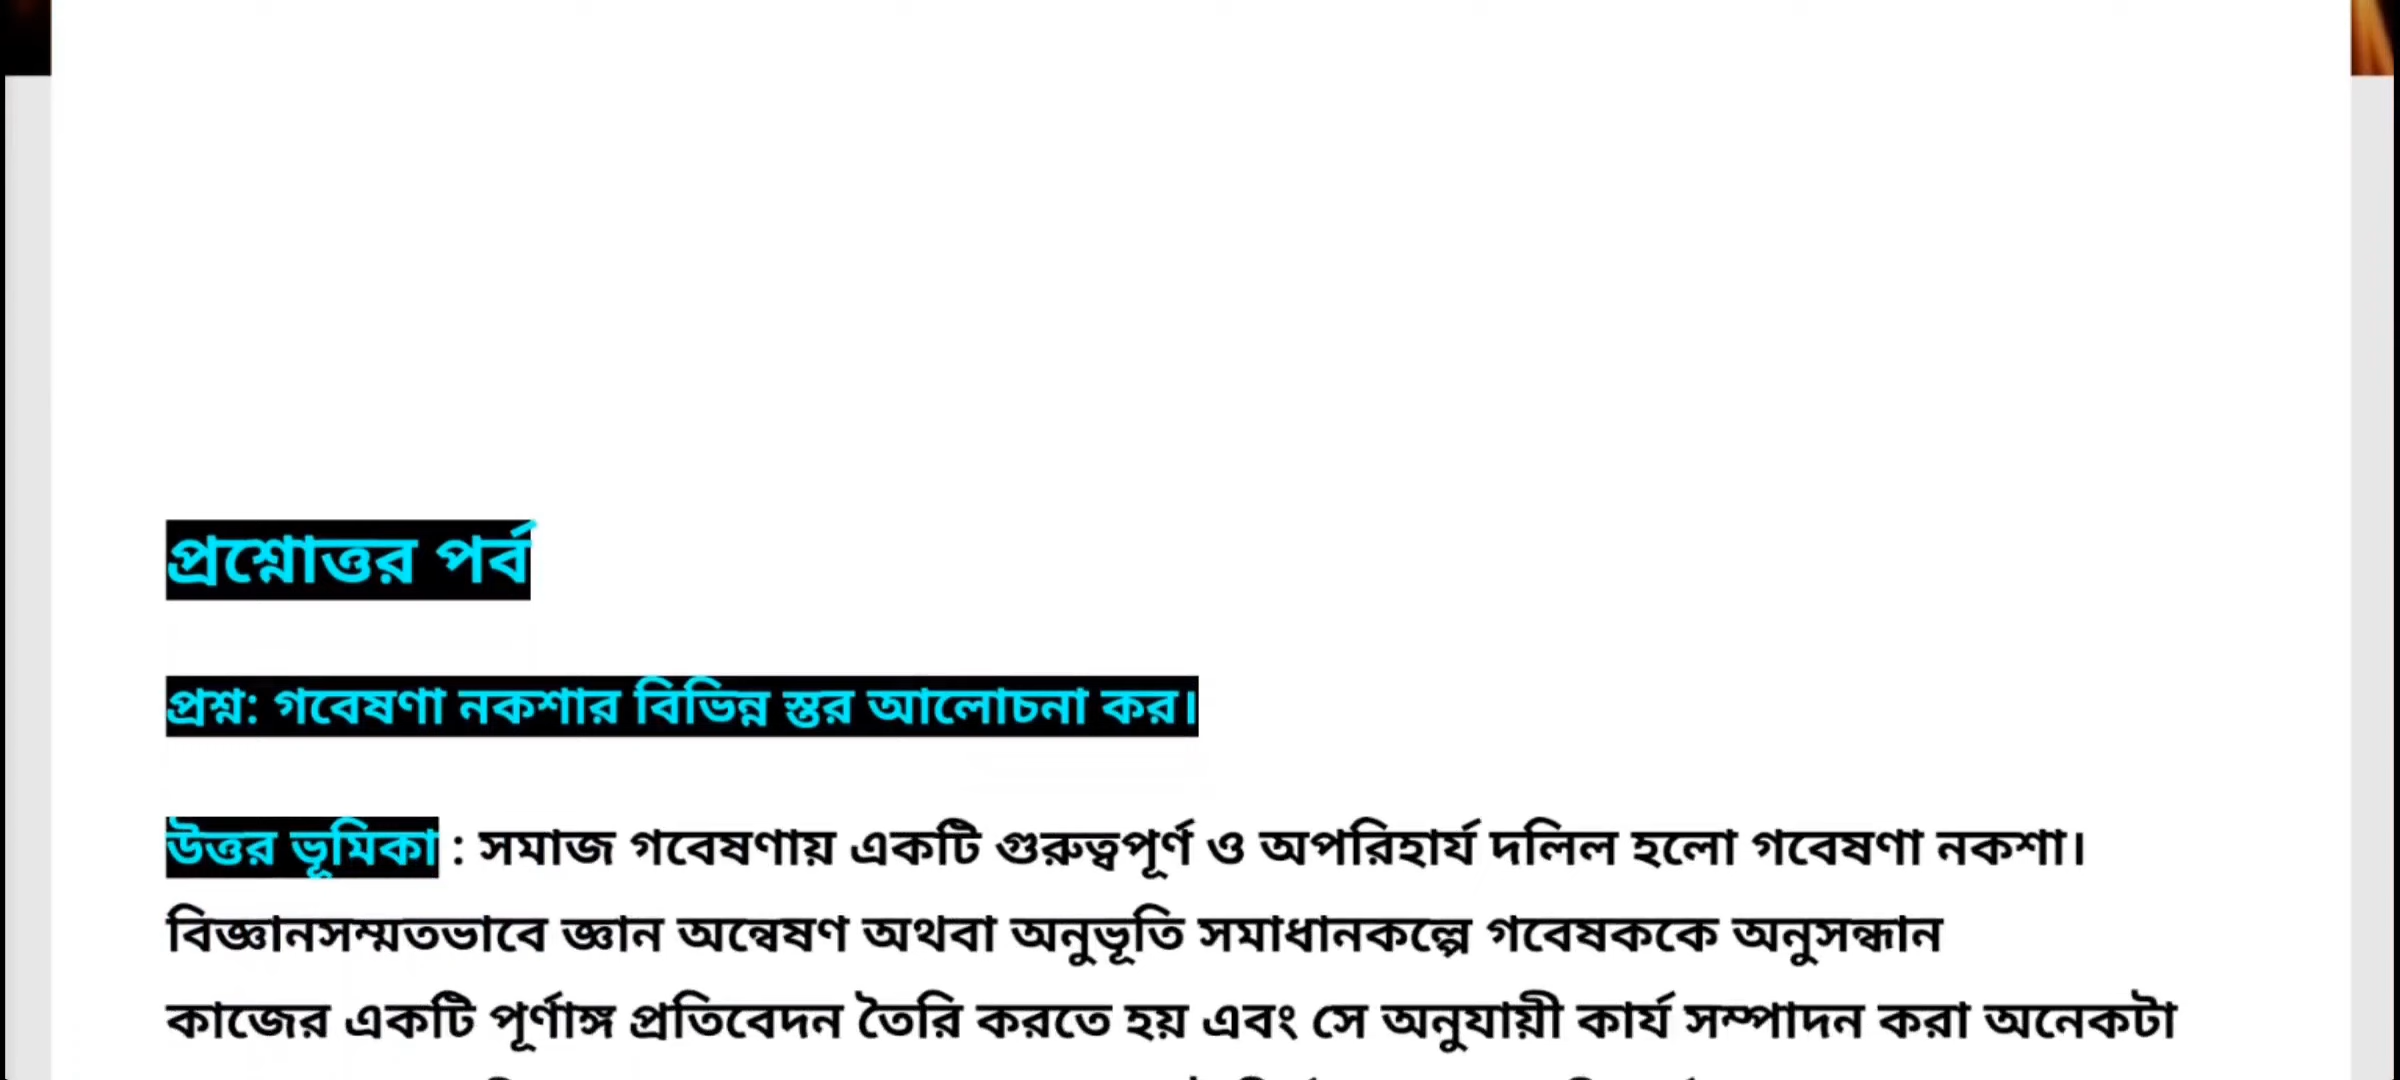 প্রশ্নোত্তর পর্ব
প্রশ্ন: গবেষণা নকশার বিভিন্ন স্তর আলোচনা কর।
উত্তর ভূমিকা : সমাজ গবেষণায় একটি গুরুত্বপূর্ণ ও অপরিহার্য দলিল হলো গবেষণা নকশা।
বিজ্ঞানসম্মতভাবে জ্ঞান অন্বেষণ অথবা অনুভূতি সমাধানকল্পে গবেষককে অনুসন্ধান
কাজের একটি পূর্ণাঙ্গ প্রতিবেদন তৈরি করতে হয় এবং সে অনুযায়ী কার্য সম্পাদন করা অনেকটা